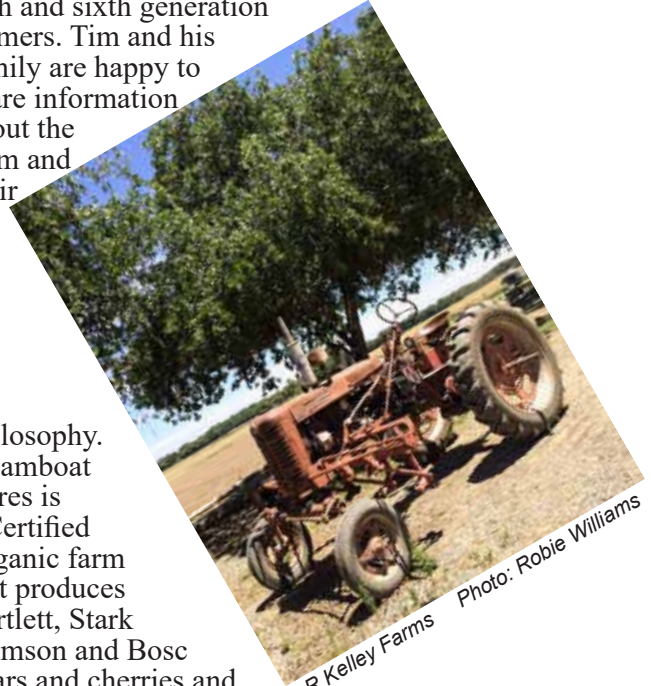 h and sixth generation
mers. Tim and his
nily are happy to
are information
out the
m and
ir
losophy.
amboat
res is
Certified
ganic farm
t produces
rtlett, Stark
mson and Bosc
ars and cherries and
R Kelley Farms Photo: Robie Williams